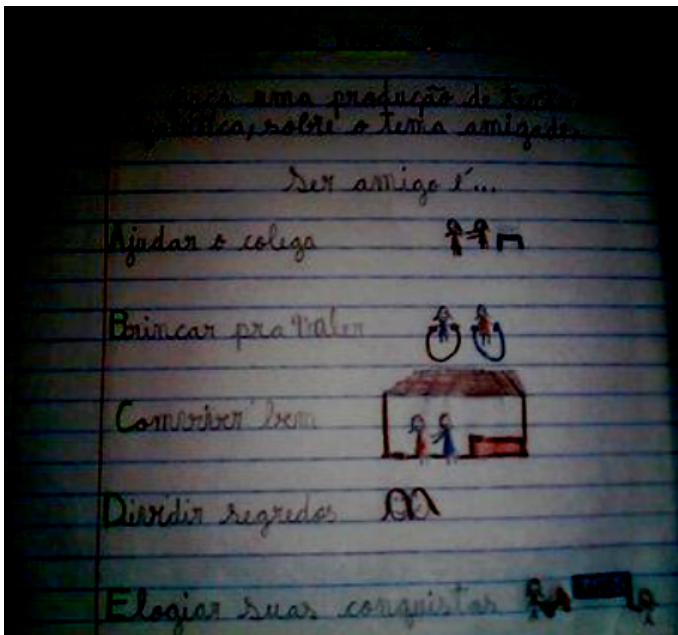 uma produção de texto
sobre o tema amizade.
Ser amigo é...
Ajudar o colega
Brincar pra valer
Conviver bem
Dividir segredos
Elogiar suas conquistas